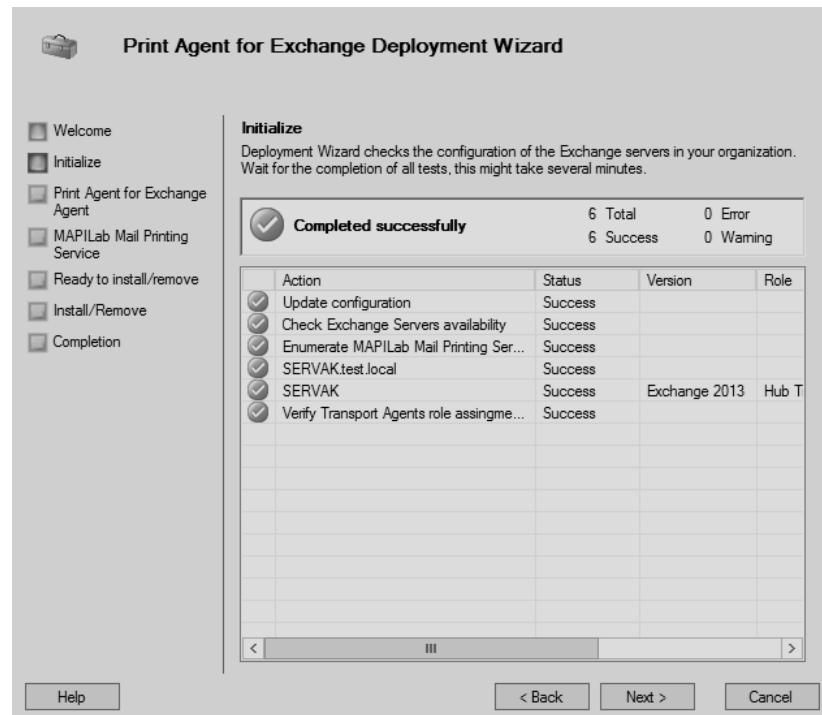 Print Agent for Exchange Deployment Wizard
Welcome
Initialize
Print Agent for Exchange
Agent
MAPILab Mail Printing
Service
Ready to install/remove
Install/Remove
Completion
Initialize
Deployment Wizard checks the configuration of the Exchange servers in your organization.
Wait for the completion of all tests, this might take several minutes.
Completed successfully
6 Total 0 Error
6 Success 0 Warning
Action Status Version Role
Update configuration Success
Check Exchange Servers availability Success
Enumerate MAPILab Mail Printing Ser... Success
SERVAK.test.local Success
SERVAK Success Exchange 2013 Hub T
Verify Transport Agents role assingme... Success
Help < Back Next > Cancel